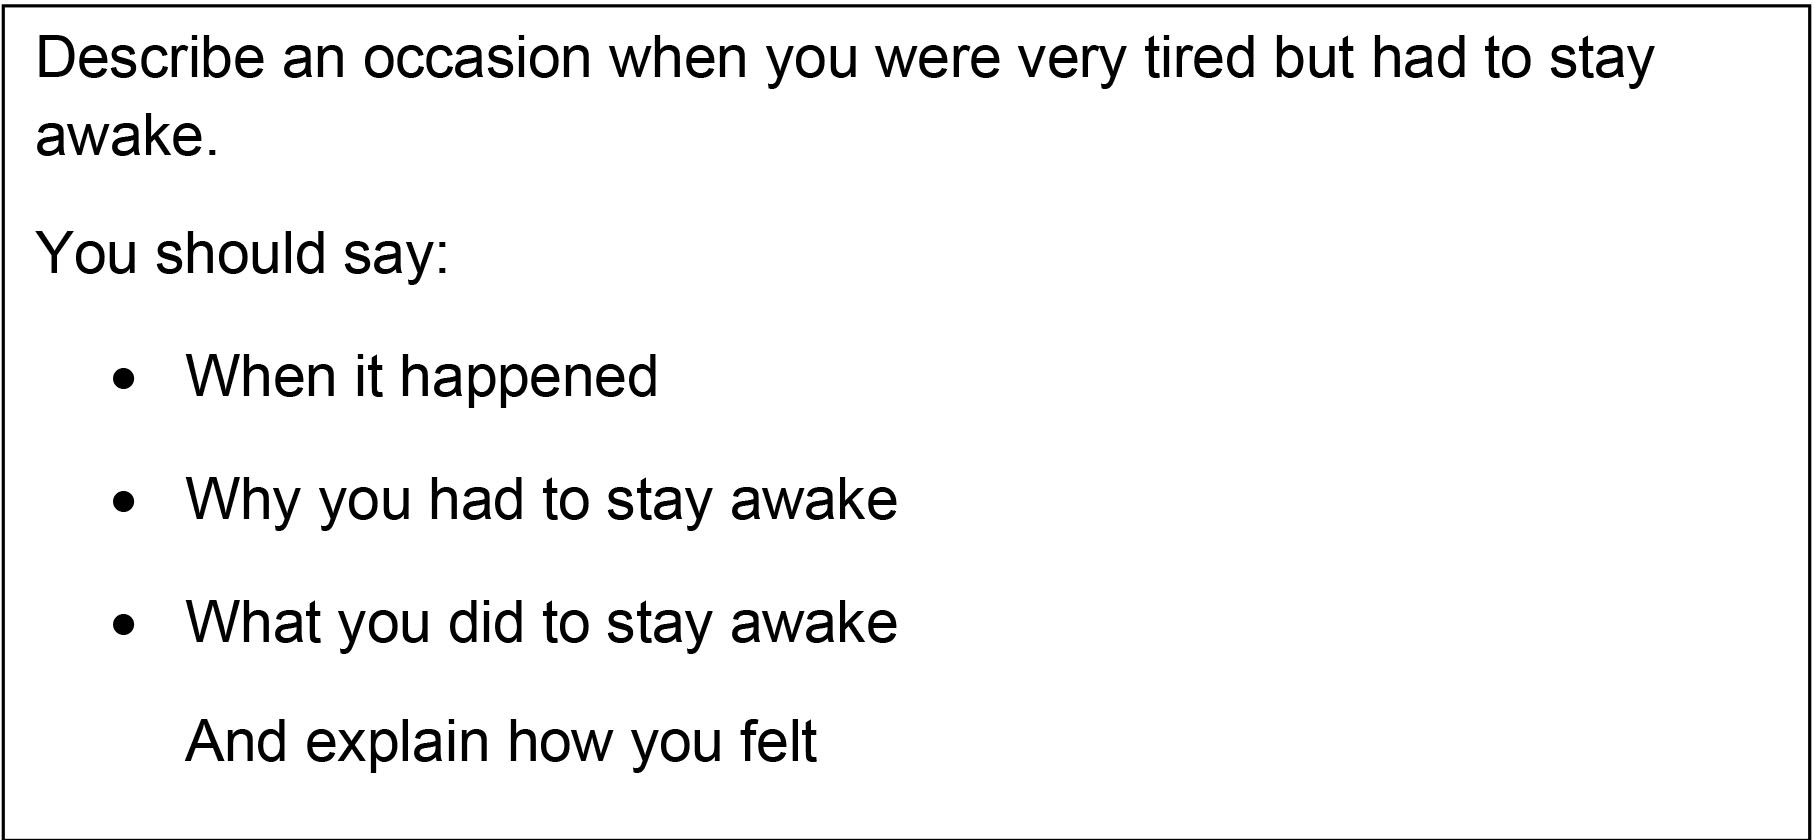 Describe an occasion when you were very tired but had to stay
awake.
You should say:
• When it happened
• Why you had to stay awake
• What you did to stay awake
And explain how you felt